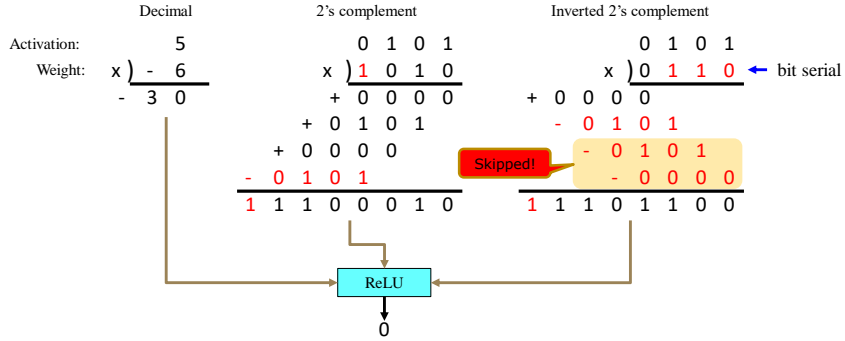 Decimal 2's complement Inverted 2's complement
Activation: 5 0 1 0 1 0 1 0 1
Weight: x ) - 6 x ) 1 0 1 0 x ) 0 1 1 0 bit serial
- 3 0 + 0 0 0 0 + 0 0 0 0
+ 0 1 0 1 - 0 1 0 1
+ 0 0 0 0 - 0 1 0 1
Skipped!
- 0 1 0 1 - 0 0 0 0
1 1 1 0 0 0 1 0 1 1 1 0 1 1 0 0
ReLU
0